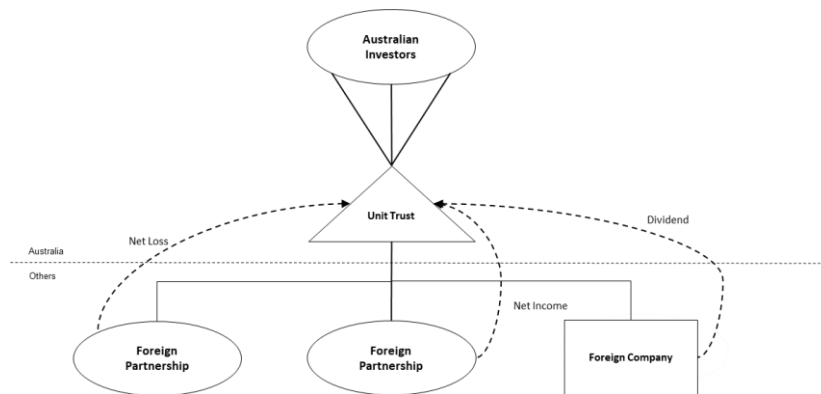 Australian
Investors
Unit Trust
Dividend
Net Loss
Australia
Others
Net Income
Foreign
Partnership
Foreign
Partnership
Foreign Company